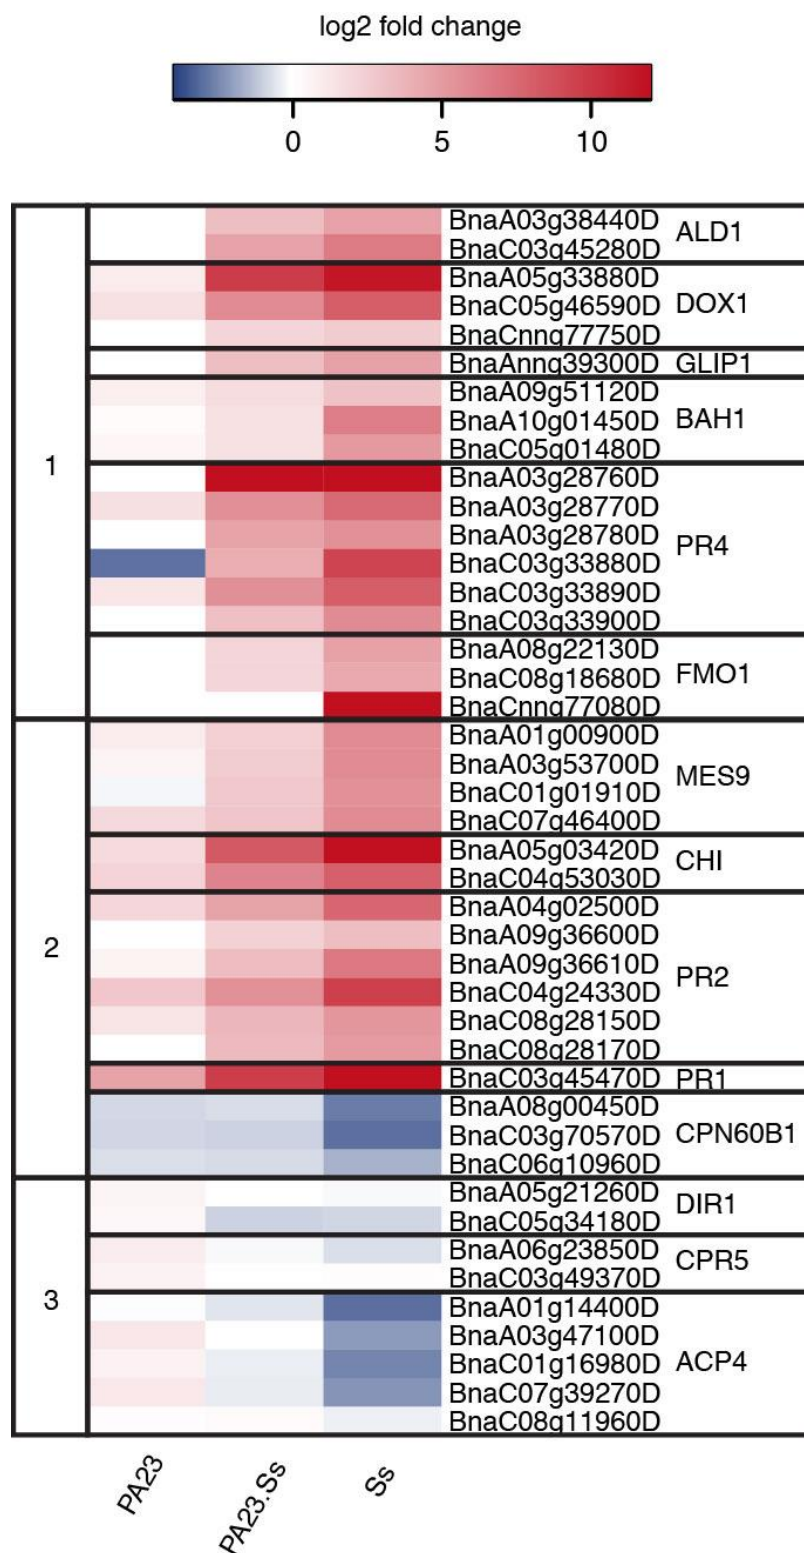 log2 fold change
0 5 10
1
BnaA03g38440D
BnaC03g45280D
ALD1
BnaA05g33880D
BnaC05g46590D
BnaCnng77750D
DOX1
BnaAnng39300D GLIP1
BnaA09g51120D
BnaA10g01450D
BnaC05g01480D
BAH1
BnaA03g28760D
BnaA03g28770D
BnaA03g28780D
BnaC03g33880D
BnaC03g33890D
BnaC03g33900D
PR4
BnaA08g22130D
BnaC08g18680D
BnaCnng77080D
FMO1
2
BnaA01g00900D
BnaA03g53700D
BnaC01g01910D
BnaC07g46400D
MES9
BnaA05g03420D
BnaC04g53030D
CHI
BnaA04g02500D
BnaA09g36600D
BnaA09g36610D
BnaC04g24330D
BnaC08g28150D
BnaC08g28170D
PR2
BnaC03g45470D PR1
BnaA08g00450D
BnaC03g70570D
BnaC06g10960D
CPN60B1
3
BnaA05g21260D
BnaC05g34180D
DIR1
BnaA06g23850D
BnaC03g49370D
CPR5
BnaA01g14400D
BnaA03g47100D
BnaC01g16980D
BnaC07g39270D
BnaC08g11960D
ACP4
PA23
PA23.Ss
Ss